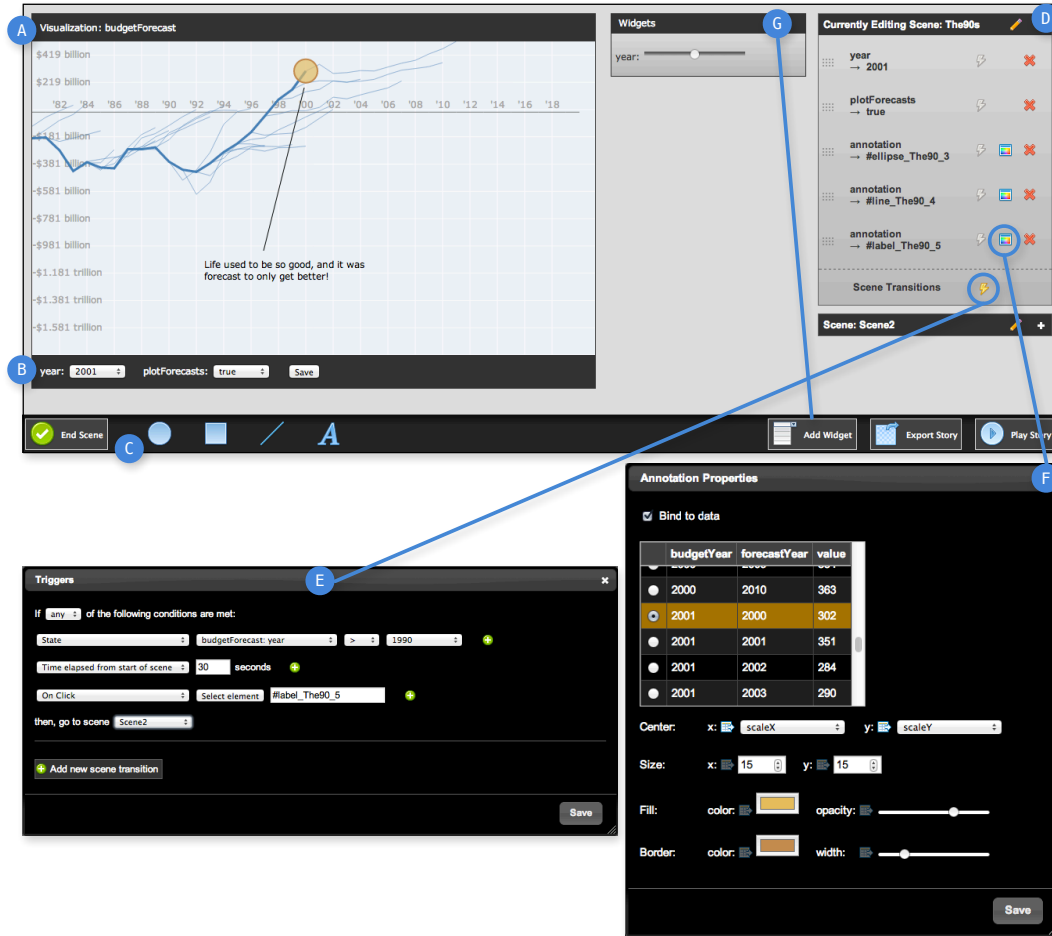 A
Visualization: budgetForecast
$419 billion
$219 billion
'82 '84 '86 '88 '90 '92 '94 '96 '98 '00 '02 '04 '06 '08 '10 '12 '14 '16 '18
-$181 billion
-$381 billion
-$581 billion
-$781 billion
-$981 billion
-$1.181 trillion
-$1.381 trillion
-$1.581 trillion
Life used to be so good, and it was
forecast to only get better!
B
year: 2001 plotForecasts: true Save
Widgets
G
year:
Currently Editing Scene: The90s
D
year
→ 2001
plotForecasts
→ true
annotation
→ #ellipse_The90_3
annotation
→ #line_The90_4
annotation
→ #label_The90_5
Scene Transitions
Scene: Scene2 +
End Scene
C
A
Add Widget
Export Story
Play Story
Triggers
E
x
If any of the following conditions are met:
State budgetForecast: year > 1990
Time elapsed from start of scene 30 seconds
On Click Select element #label_The90_5
then, go to scene Scene2
Add new scene transition
Save
Annotation Properties
F
Bind to data
budgetYear forecastYear value
2000 2010 363
2001 2000 302
2001 2001 351
2001 2002 284
2001 2003 290
Center: x: scaleX y: scaleY
Size: x: 15 y: 15
Fill: color: opacity:
Border: color: width:
Save